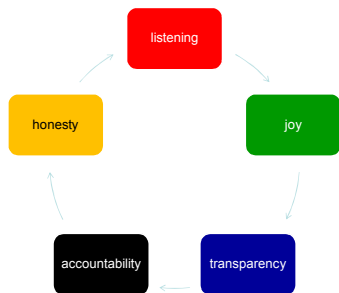 listening
joy
transparency
accountability
honesty